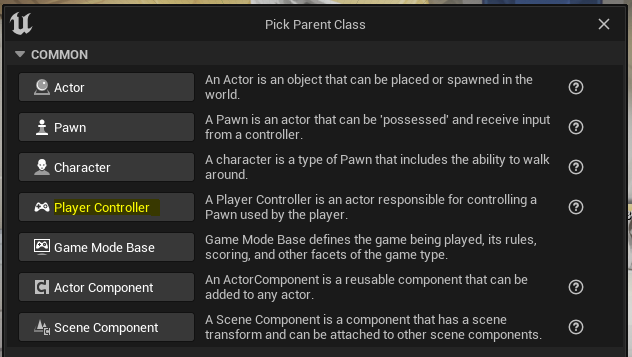 Pick Parent Class
COMMON
Actor
An Actor is an object that can be placed or spawned in the
world.
Pawn
A Pawn is an actor that can be 'possessed' and receive input
from a controller.
Character
A character is a type of Pawn that includes the ability to walk
around.
Player Controller
A Player Controller is an actor responsible for controlling a
Pawn used by the player.
Game Mode Base
Game Mode Base defines the game being played, its rules,
scoring, and other facets of the game type.
Actor Component
An ActorComponent is a reusable component that can be
added to any actor.
Scene Component
A Scene Component is a component that has a scene
transform and can be attached to other scene components.